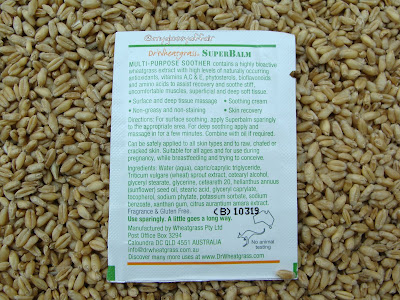 DrWheatgrass. SUPERBALM
MULTI-PURPOSE SOOTHER contains a highly bioactive
wheatgrass extract with high levels of naturally occurring
antioxidants, vitamins A,C & E, phytosterols, bioflavonoids
and amino acids to assist recovery and soothe stiff,
uncomfortable muscles, superficial and deep soft tissue.
• Surface and deep tissue massage • Soothing cream
• Non-greasy and non-staining • Skin recovery
Directions: For surface soothing, apply Superbalm sparingly
to the appropriate area. For deep soothing apply and
massage in for a few minutes. Combine with oil if required.
Can be safely applied to all skin types and to raw, chafed or
cracked skin. Suitable for all ages and for use during
pregnancy, while breastfeeding and trying to conceive.
Ingredients: Water (aqua), capric/caprylic triglyceride,
Triticum vulgare (wheat) sprout extract, cetearyl alcohol,
glyceryl stearate, glycerine, ceteareth 20, helianthus annuus
(sunflower) seed oil, stearic acid, glyceryl caprylate,
tocopherol, sodium phytate, potassium sorbate, sodium
benzoate, xanthan gum, citrus aurantium amara extract.
Fragrance & Gluten Free. (B) 10319
Use sparingly. A little goes a long way.
Manufactured by Wheatgrass Pty Ltd
Post Office Box 3294
Caloundra DC QLD 4551 AUSTRALIA
info@drwheatgrass.com.au
No animal
testing
Discover many more uses at www.DrWheatgrass.com